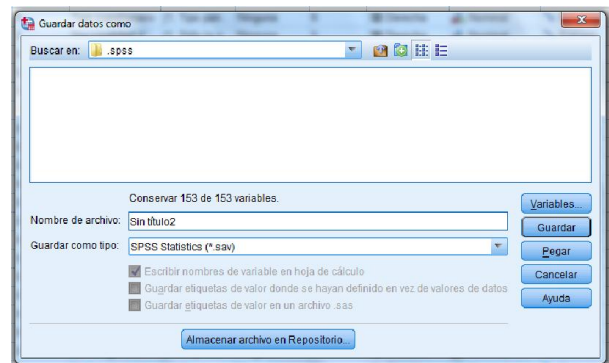 Guardar datos como
Buscar en: .spss
Conservar 153 de 153 variables.
Nombre de archivo: Sin título2
Guardar como tipo: SPSS Statistics (*.sav)
Escribir nombres de variable en hoja de cálculo
Guardar etiquetas de valor donde se hayan definido en vez de valores de datos
Guardar etiquetas de valor en un archivo .sas
Variables...
Guardar
Pegar
Cancelar
Ayuda
Almacenar archivo en Repositorio...